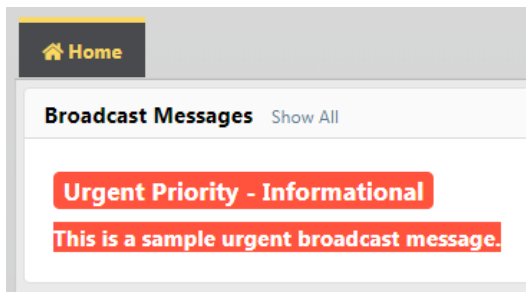 Home
Broadcast Messages Show All
Urgent Priority - Informational
This is a sample urgent broadcast message.